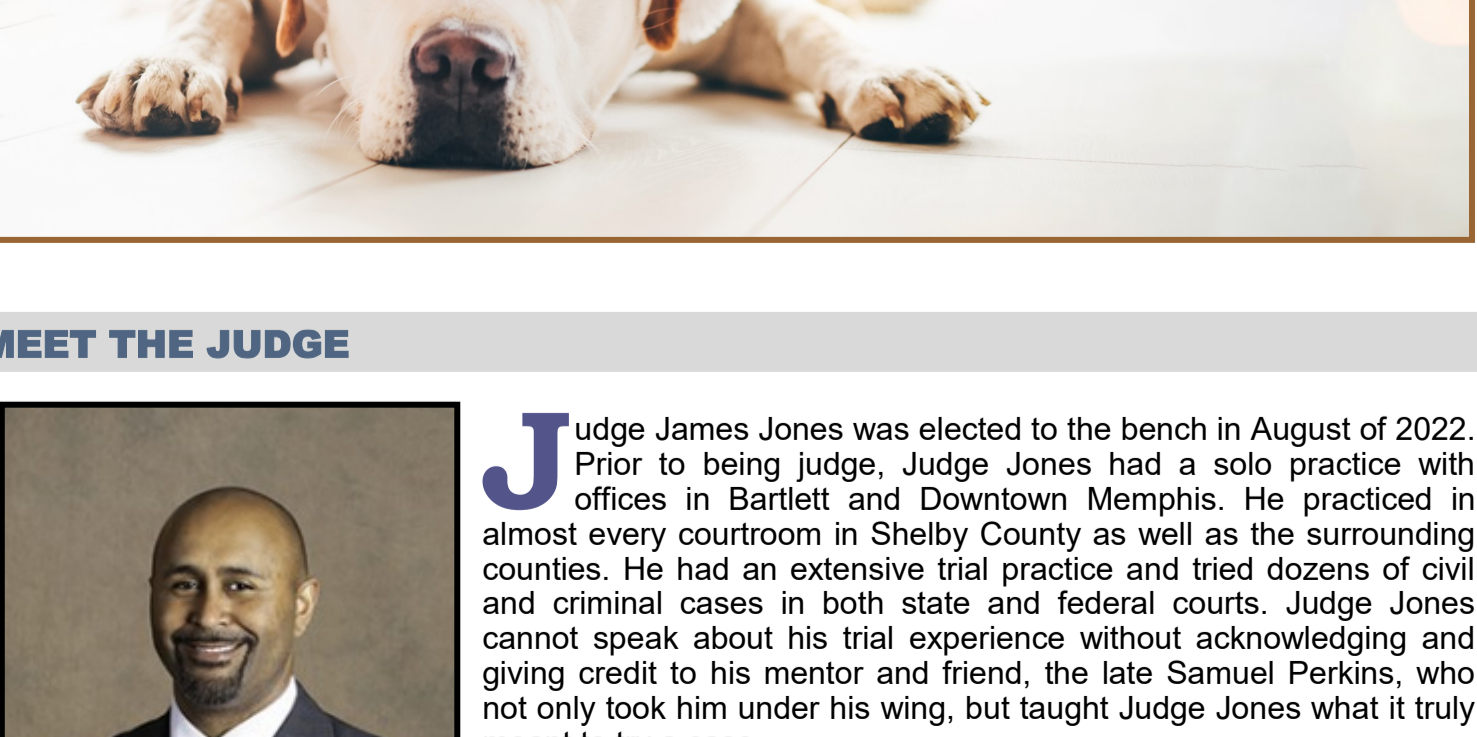 MEET THE JUDGE
Judge James Jones was elected to the bench in August of 2022.
Prior to being judge, Judge Jones had a solo practice with
offices in Bartlett and Downtown Memphis. He practiced in
almost every courtroom in Shelby County as well as the surrounding
counties. He had an extensive trial practice and tried dozens of civil
and criminal cases in both state and federal courts. Judge Jones
cannot speak about his trial experience without acknowledging and
giving credit to his mentor and friend, the late Samuel Perkins, who
not only took him under his wing, but taught Judge Jones what it truly